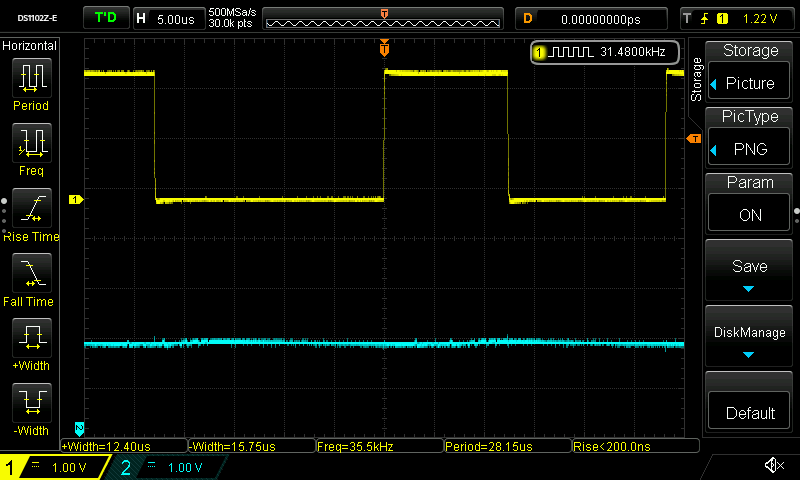 DS1102Z-E
T'D
H 5.00us
500MSa/s
30.0k pts
T
D 0.00000000ps
T 1 1.22 V
Horizontal
Period
Freq
Rise Time
Fall Time
+Width
-Width
T
1 31.4800kHz
1
T
2
Storage
Storage
Picture
PicType
PNG
Param
ON
Save
DiskManage
Default
+Width=12.40us
-Width=15.75us
Freq=35.5kHz
Period=28.15us
Rise<200.0ns
1 1.00 V
2 1.00 V